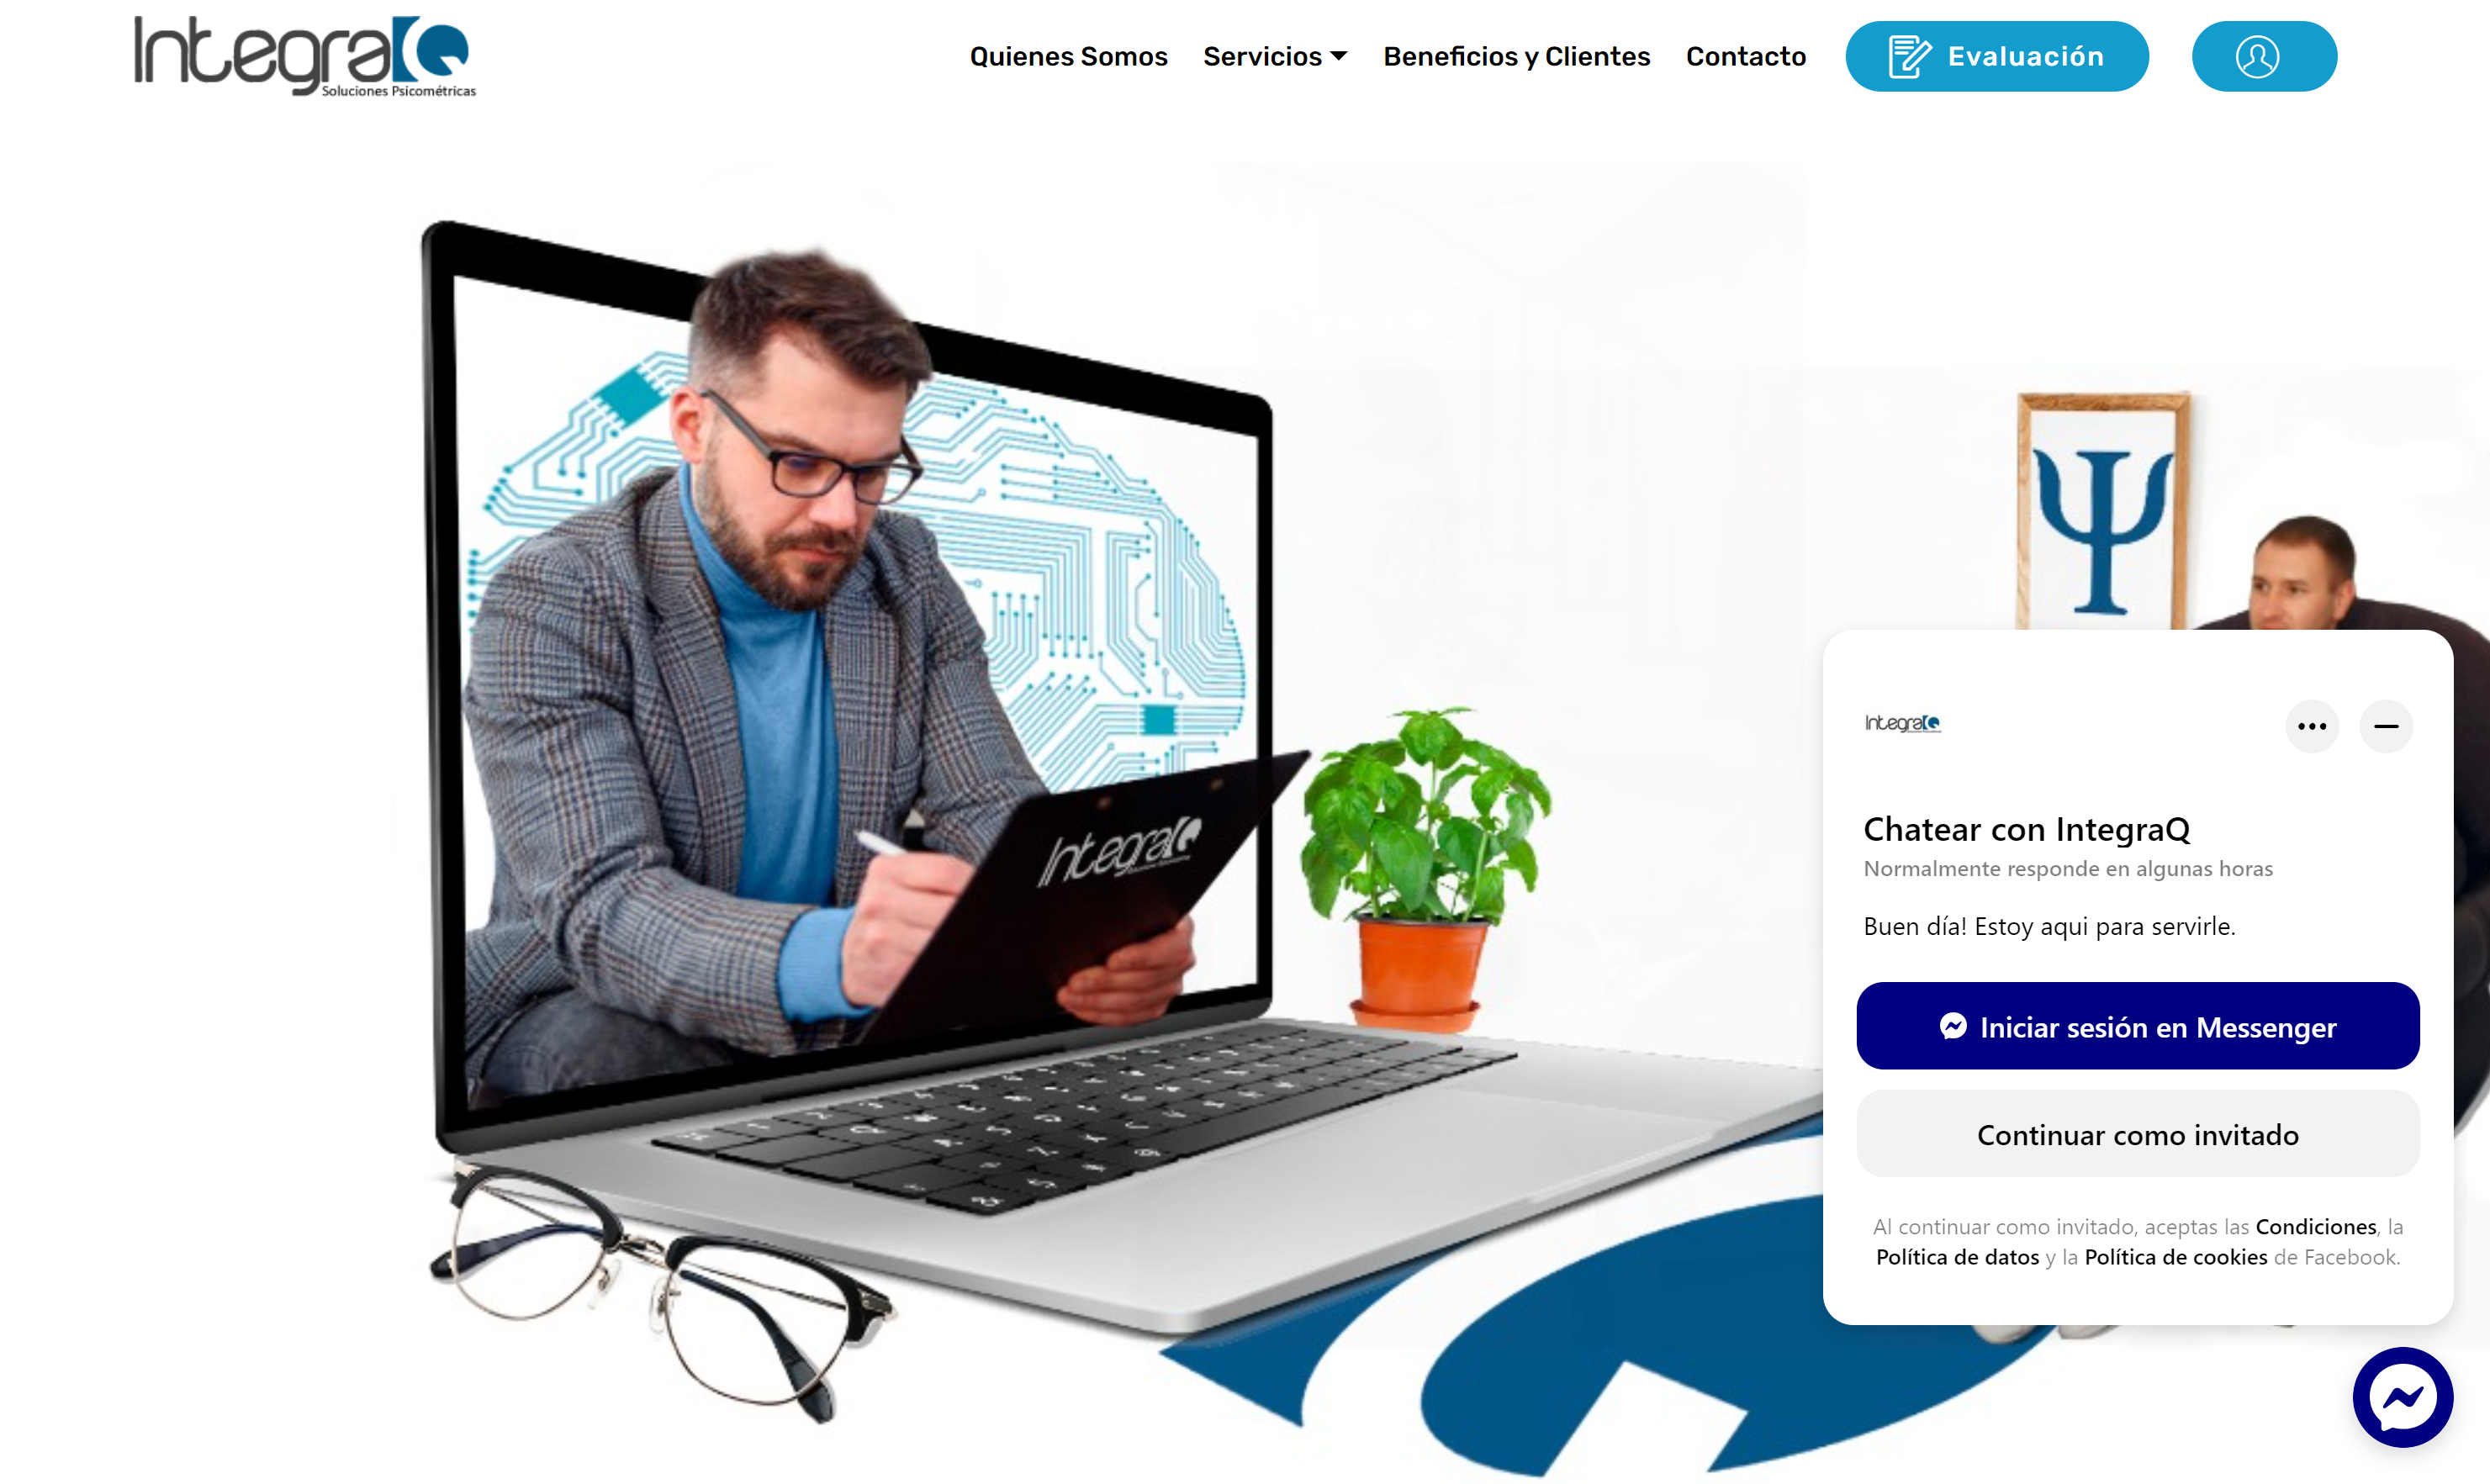 IntegraQ
Soluciones Psicométricas
Quienes Somos
Servicios
Beneficios y Clientes
Contacto
Evaluación
Ψ
IntegraQ
IntegraQ
Chatear con IntegraQ
Normalmente responde en algunas horas
Buen día! Estoy aqui para servirle.
Iniciar sesión en Messenger
Continuar como invitado
Al continuar como invitado, aceptas las Condiciones, la
Política de datos y la Política de cookies de Facebook.